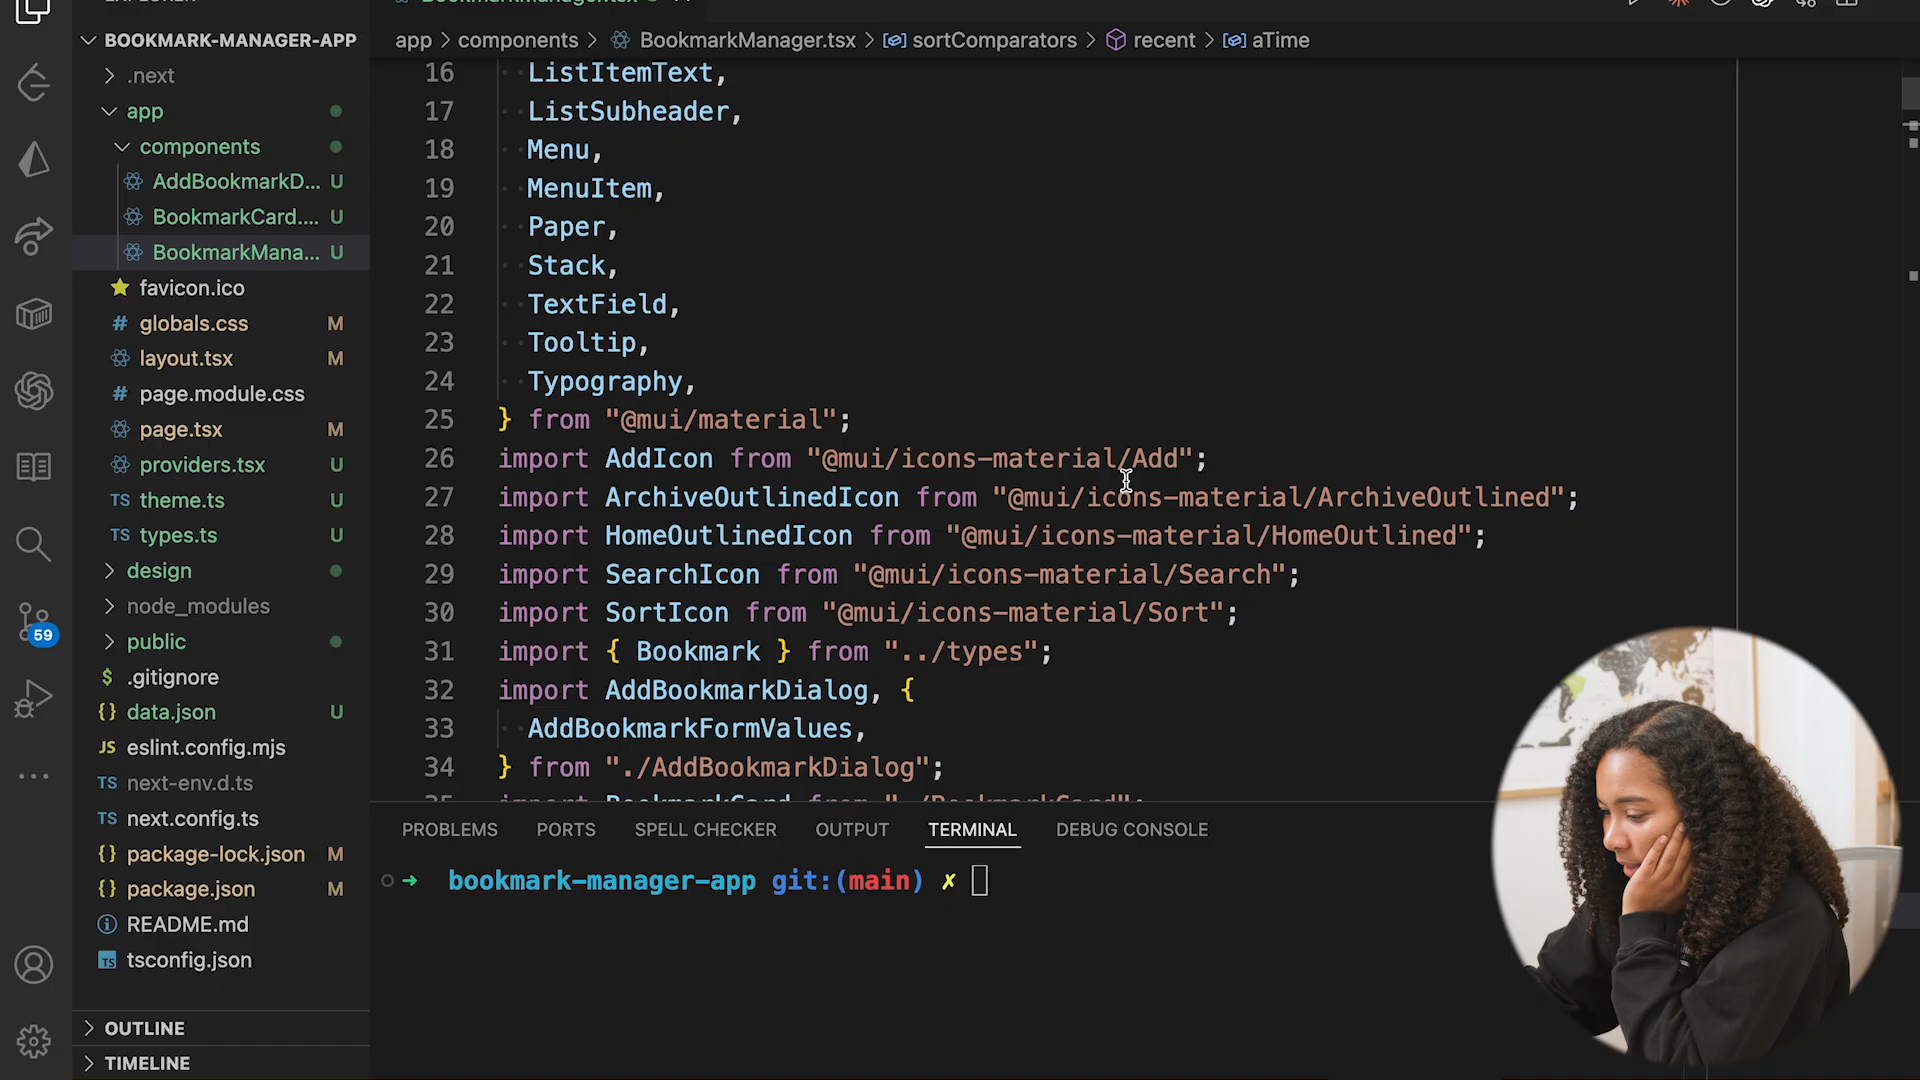 BOOKMARK-MANAGER-APP
.next
app
components
AddBookmarkD... U
BookmarkCard.... U
BookmarkMana... U
favicon.ico
globals.css M
layout.tsx M
page.module.css
page.tsx M
providers.tsx U
theme.ts U
types.ts U
design
node_modules
public
.gitignore
data.json U
eslint.config.mjs
next-env.d.ts
next.config.ts
package-lock.json M
package.json M
README.md
tsconfig.json
OUTLINE
TIMELINE
59
app > components > BookmarkManager.tsx > sortComparators > recent > aTime
16 ListItemText,
17 ListSubheader,
18 Menu,
19 MenuItem,
20 Paper,
21 Stack,
22 TextField,
23 Tooltip,
24 Typography,
25 } from "@mui/material";
26 import AddIcon from "@mui/icons-material/Add";
27 import ArchiveOutlinedIcon from "@mui/icons-material/ArchiveOutlined";
28 import HomeOutlinedIcon from "@mui/icons-material/HomeOutlined";
29 import SearchIcon from "@mui/icons-material/Search";
30 import SortIcon from "@mui/icons-material/Sort";
31 import { Bookmark } from "../types";
32 import AddBookmarkDialog, {
33 AddBookmarkFormValues,
34 } from "./AddBookmarkDialog";
PROBLEMS PORTS SPELL CHECKER OUTPUT TERMINAL DEBUG CONSOLE
→ bookmark-manager-app git:(main) ✗